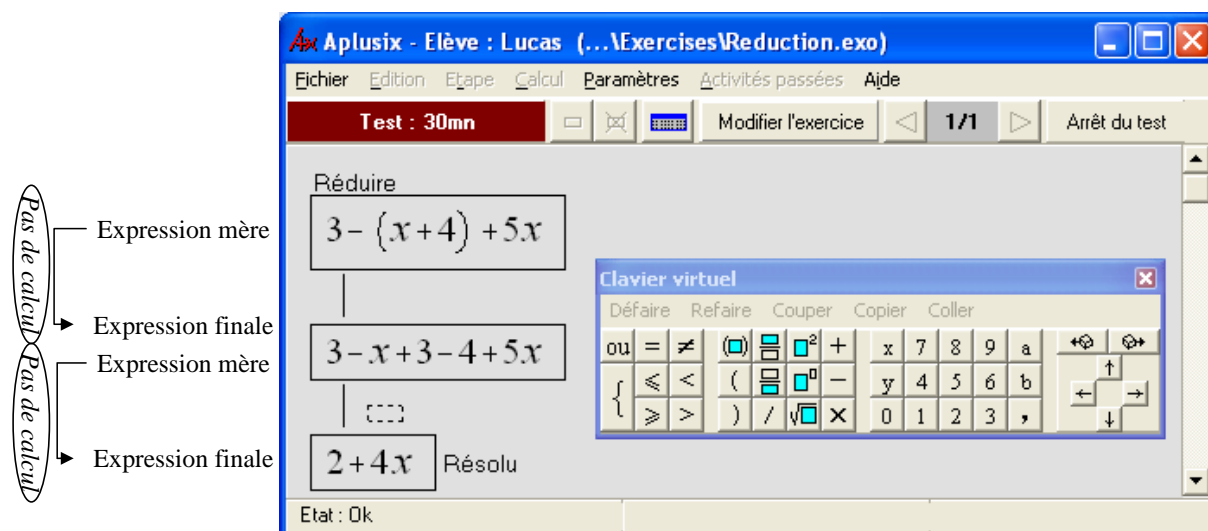 Aplusix - Elève : Lucas (...\Exercises\Reduction.exo)
Fichier Edition Etape Calcul Paramètres Activités passées Aide
Test : 30mn Modifier l'exercice 1/1 Arrêt du test
Réduire
3 - (x+4) + 5x
Pas de calcul
Expression mère
Expression finale
3 - x + 3 - 4 + 5x
Pas de calcul
Expression mère
Expression finale
2 + 4x Résolu
Clavier virtuel
Défaire Refaire Couper Copier Coller
ou = ≠ (□) □² + x 7 8 9 a
{ ⩽ < ( □^□ − y 4 5 6 b
⩾ > ) / √□ × 0 1 2 3 ,
Etat : Ok